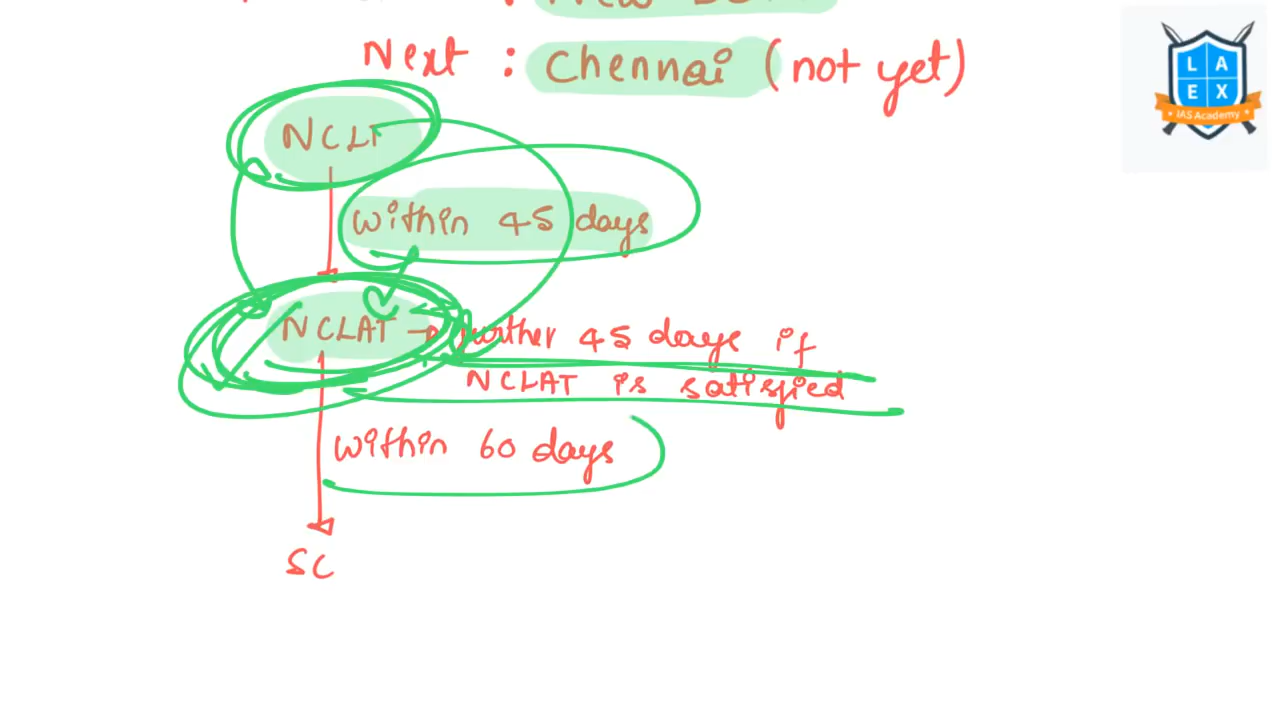 : New
Next : Chennai (not yet)
NCLT
within 45 days
NCLAT → further 45 days if
NCLAT is satisfied
within 60 days
SC
L A
E X
IAS Academy